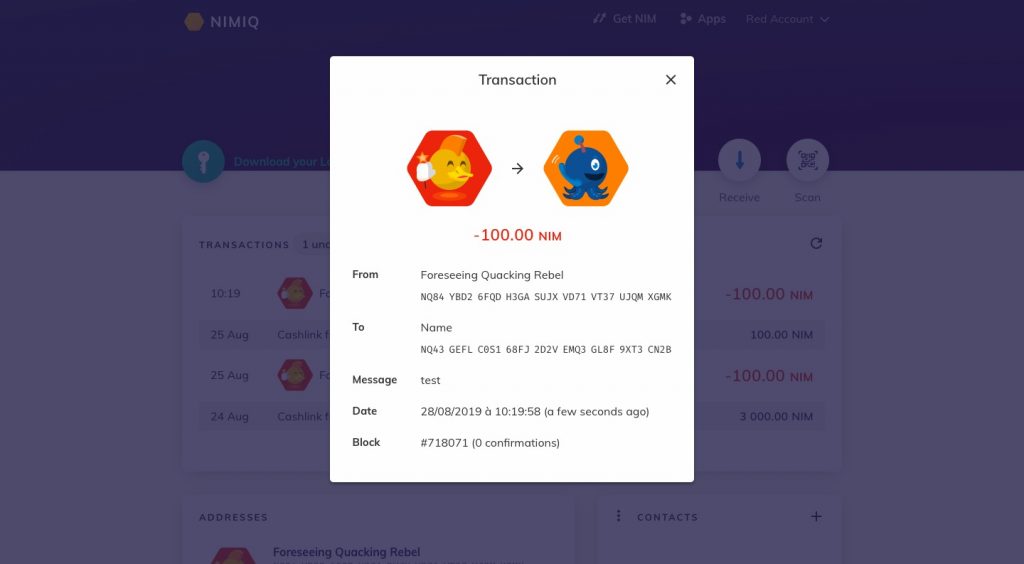 NIMIQ
Get NIM
Apps
Red Account
Transaction
Download your
Receive
Scan
-100.00 NIM
TRANSACTIONS
1
From
Foreseeing Quacking Rebel
NQ84 YBD2 6FQD H3GA SUJX VD71 VT37 UJQM XGMK
10:19
-100.00 NIM
To
Name
NQ43 GEFL C0S1 68FJ 2D2V EMQ3 GL8F 9XT3 CN2B
25 Aug
Cashlink
100.00 NIM
Message
test
25 Aug
-100.00 NIM
Date
28/08/2019 à 10:19:58 (a few seconds ago)
24 Aug
Cashlink
3 000.00 NIM
Block
#718071 (0 confirmations)
ADDRESSES
CONTACTS
Foreseeing Quacking Rebel